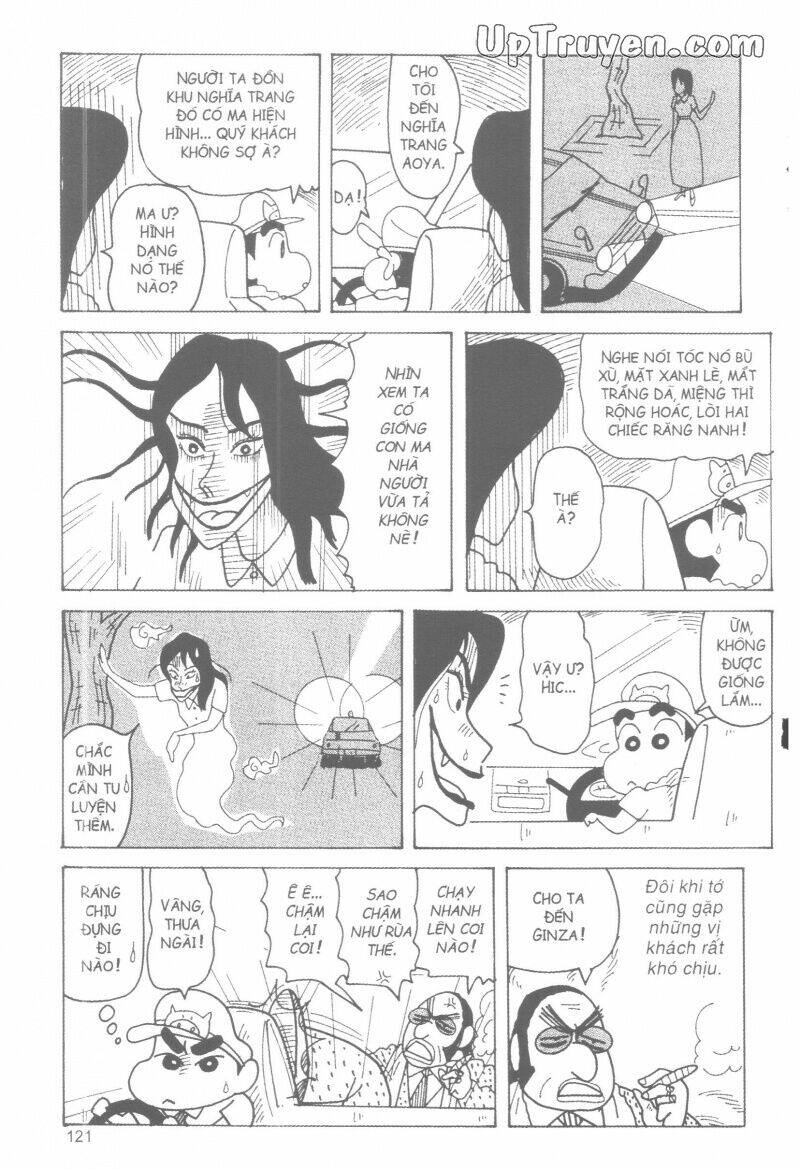 UpTruyen.com
CHO
TÔI
ĐẾN
NGHĨA
TRANG
AOYA.
DẠ!
NGƯỜI TA ĐỒN
KHU NGHĨA TRANG
ĐÓ CÓ MA HIỆN
HÌNH... QUÝ KHÁCH
KHÔNG SỢ À?
MA Ư?
HÌNH
DẠNG
NÓ THẾ
NÀO?
NGHE NÓI TÓC NÓ BÙ
XÙ, MẶT XANH LÈ, MẮT
TRẮNG DÃ, MIỆNG THÌ
RỘNG HOÁC, LÒI HAI
CHIẾC RĂNG NANH!
THẾ
À?
NHÌN
XEM TA
CÓ
GIỐNG
CON MA
NHÀ
NGƯỜI
VỪA TẢ
KHÔNG
NÈ!
ỪM,
KHÔNG
ĐƯỢC
GIỐNG
LẮM...
VẬY Ư?
HIC...
CHẮC
MÌNH
CẦN TU
LUYỆN
THÊM.
Đôi khi tớ
cũng gặp
những vị
khách rất
khó chịu.
CHO TA
ĐẾN
GINZA!
CHẠY
NHANH
LÊN COI
NÀO!
SAO
CHẬM
NHƯ RÙA
THẾ.
Ê Ê...
CHẬM
LẠI
COI!
VÂNG,
THƯA
NGÀI!
RÁNG
CHỊU
ĐỰNG
ĐI
NÀO!
121